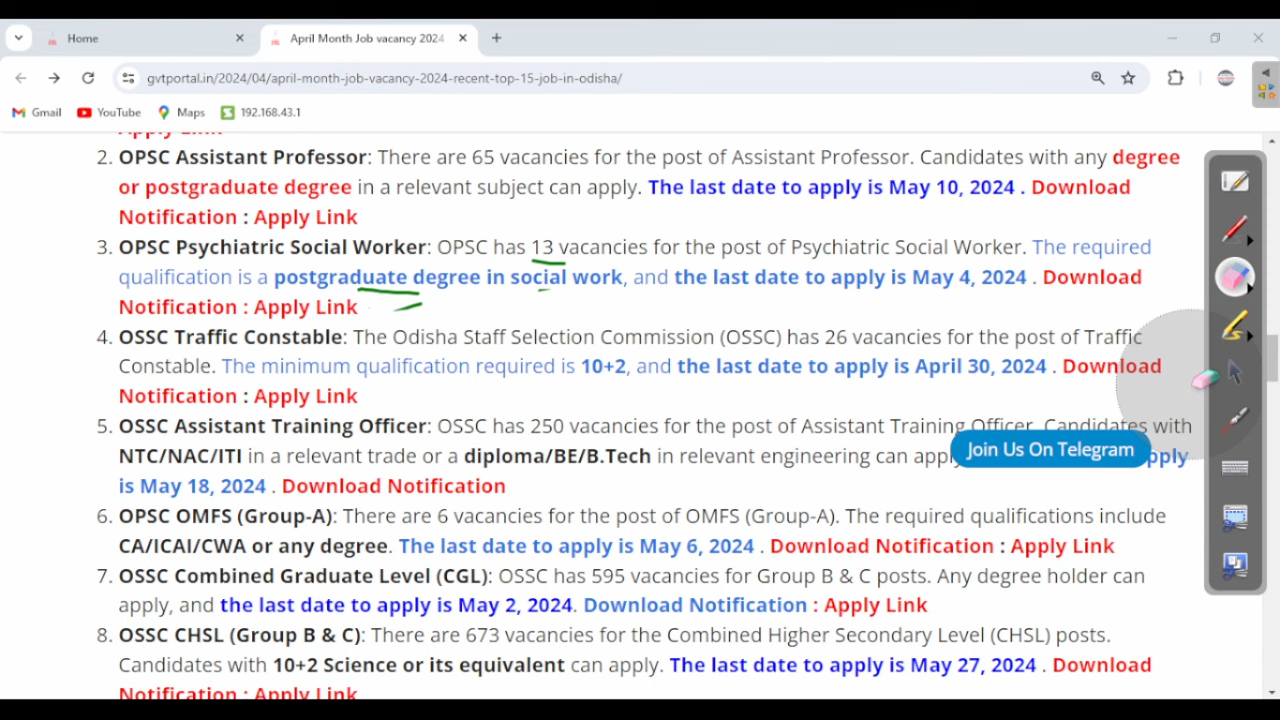 Home
April Month Job vacancy 2024
gvtportal.in/2024/04/april-month-job-vacancy-2024-recent-top-15-job-in-odisha/
Gmail YouTube Maps 192.168.43.1
Apply Link
2. OPSC Assistant Professor: There are 65 vacancies for the post of Assistant Professor. Candidates with any degree
or postgraduate degree in a relevant subject can apply. The last date to apply is May 10, 2024 . Download
Notification : Apply Link
3. OPSC Psychiatric Social Worker: OPSC has 13 vacancies for the post of Psychiatric Social Worker. The required
qualification is a postgraduate degree in social work, and the last date to apply is May 4, 2024 . Download
Notification : Apply Link
4. OSSC Traffic Constable: The Odisha Staff Selection Commission (OSSC) has 26 vacancies for the post of Traffic
Constable. The minimum qualification required is 10+2, and the last date to apply is April 30, 2024 . Download
Notification : Apply Link
5. OSSC Assistant Training Officer: OSSC has 250 vacancies for the post of Assistant Training Officer. Candidates with
NTC/NAC/ITI in a relevant trade or a diploma/BE/B.Tech in relevant engineering can apply
Join Us On Telegram
is May 18, 2024 . Download Notification
6. OPSC OMFS (Group-A): There are 6 vacancies for the post of OMFS (Group-A). The required qualifications include
CA/ICAI/CWA or any degree. The last date to apply is May 6, 2024 . Download Notification : Apply Link
7. OSSC Combined Graduate Level (CGL): OSSC has 595 vacancies for Group B & C posts. Any degree holder can
apply, and the last date to apply is May 2, 2024. Download Notification : Apply Link
8. OSSC CHSL (Group B & C): There are 673 vacancies for the Combined Higher Secondary Level (CHSL) posts.
Candidates with 10+2 Science or its equivalent can apply. The last date to apply is May 27, 2024 . Download
Notification : Apply Link